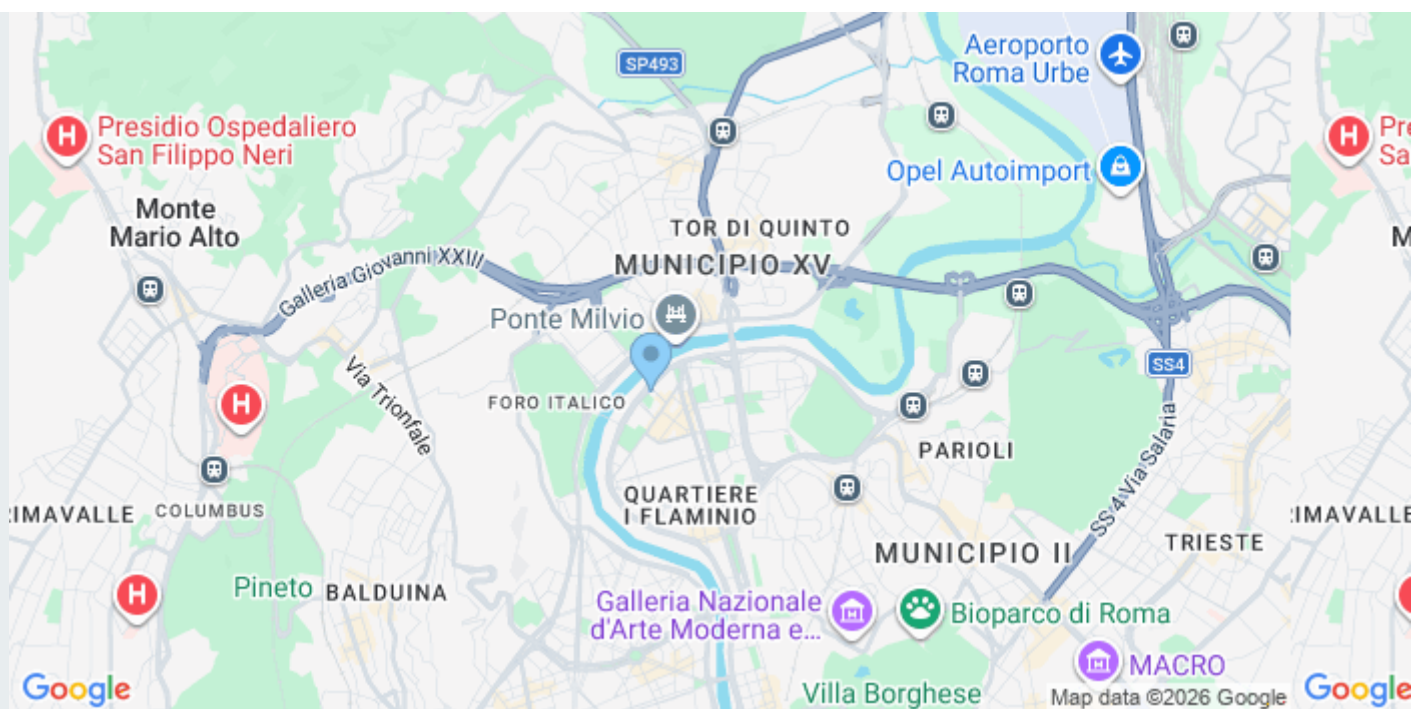 SP493
Aeroporto
Roma Urbe
H
Presidio Ospedaliero
San Filippo Neri
H
Opel Autoimport
Monte
Mario Alto
TOR DI QUINTO
MUNICIPIO XV
Galleria Giovanni XXIII
Ponte Milvio
SS4
Via Trionfale
FORO ITALICO
H
PARIOLI
SS 4 Via Salaria
QUARTIERE
I FLAMINIO
IMAVALLE
COLUMBUS
IMAVALLE
TRIESTE
MUNICIPIO II
Pineto
BALDUINA
H
Galleria Nazionale
d'Arte Moderna e...
Bioparco di Roma
MACRO
Villa Borghese
Google
Map data ©2026 Google
Google